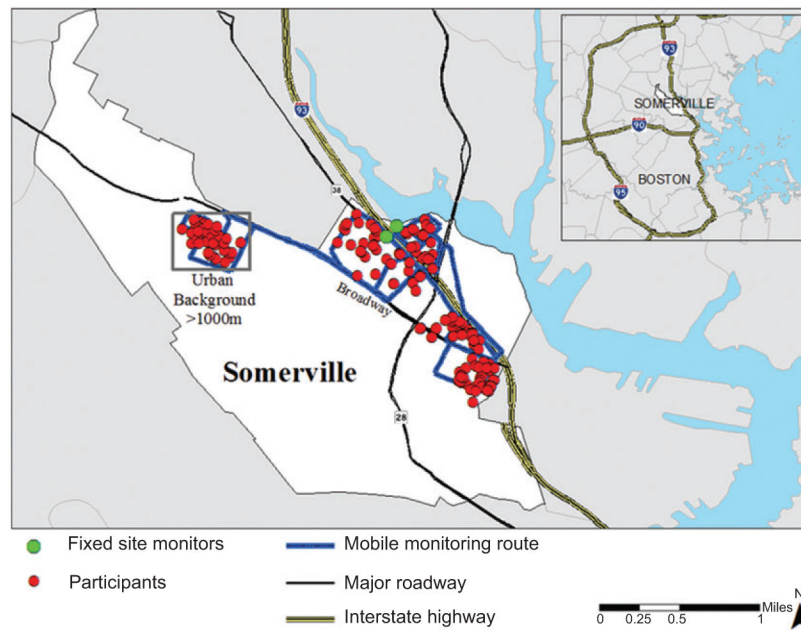 93
SOMERVILLE
90
BOSTON
95
93
38
Urban
Background
>1000m
Broadway
Somerville
28
Fixed site monitors
Participants
Mobile monitoring route
Major roadway
Interstate highway
N
Miles
0 0.25 0.5 1